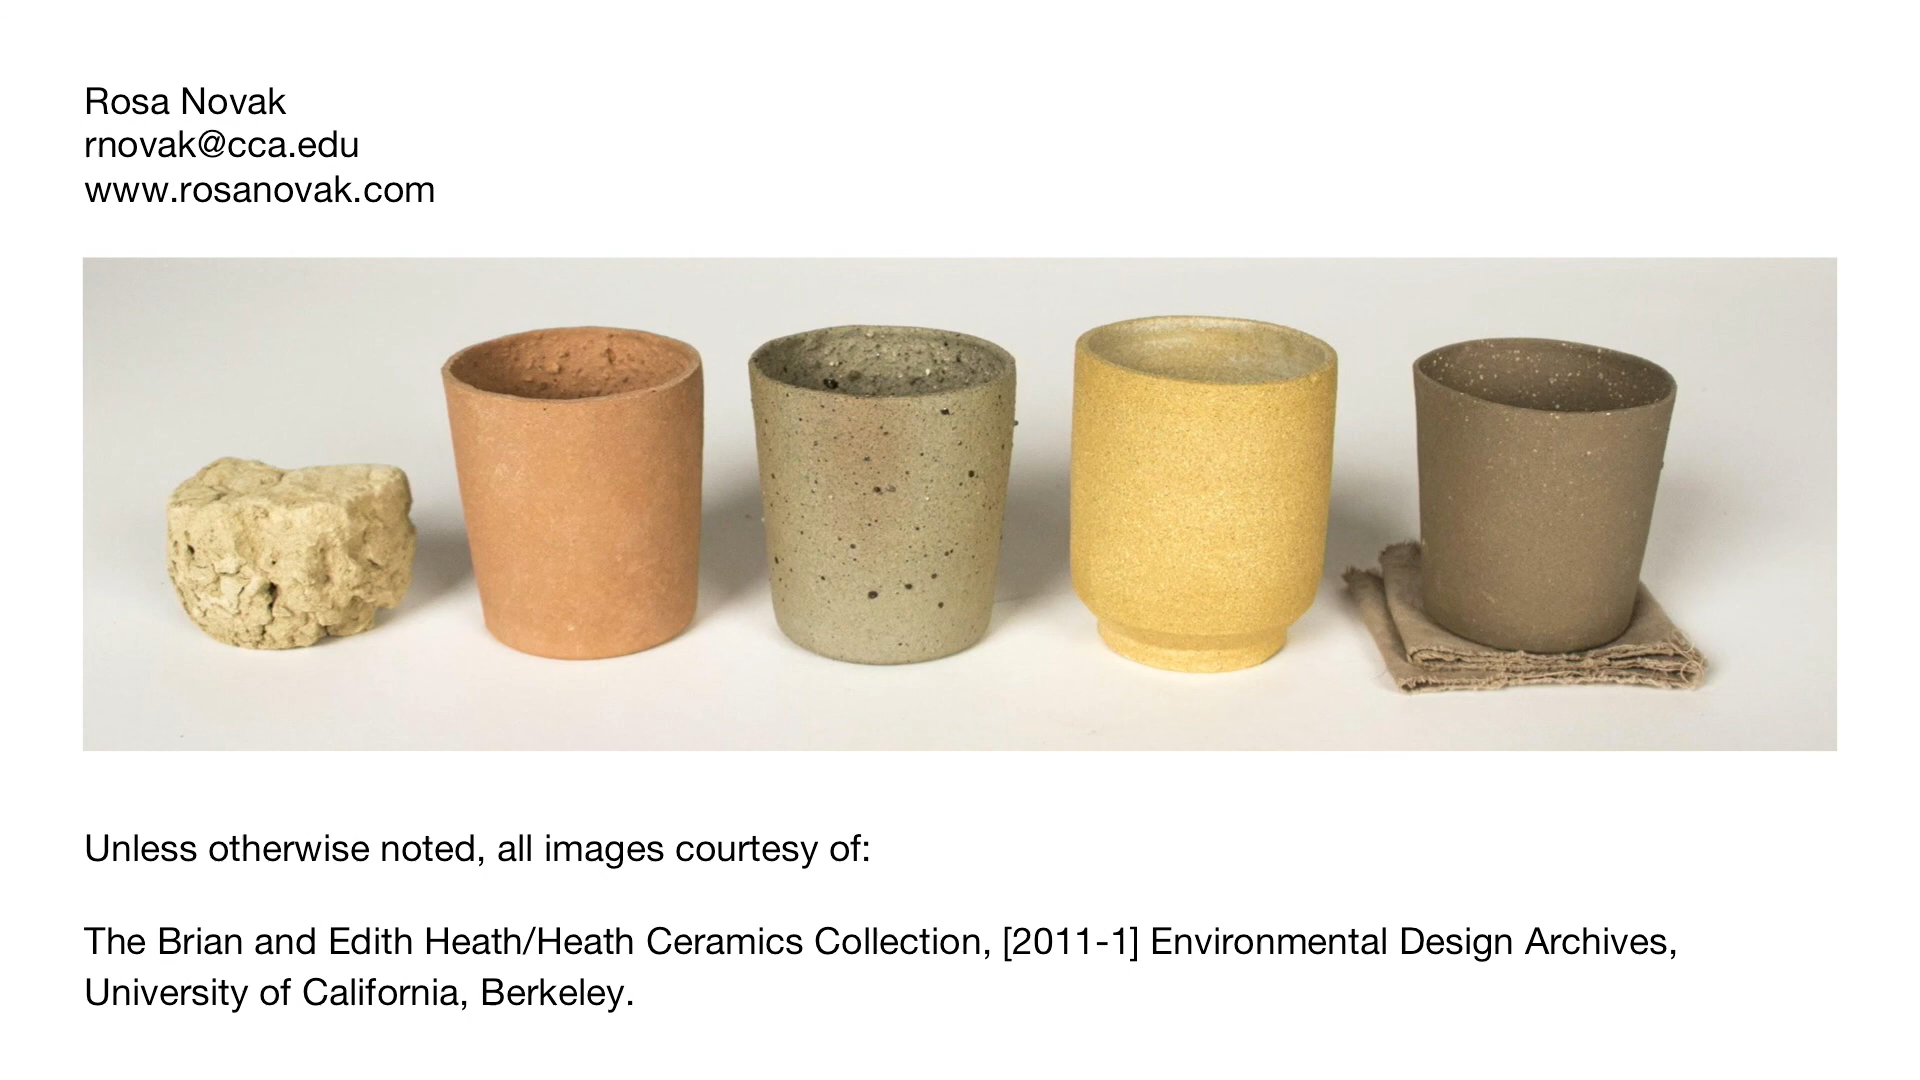 Rosa Novak
rnovak@cca.edu
www.rosanovak.com
Unless otherwise noted, all images courtesy of:
The Brian and Edith Heath/Heath Ceramics Collection, [2011-1] Environmental Design Archives,
University of California, Berkeley.